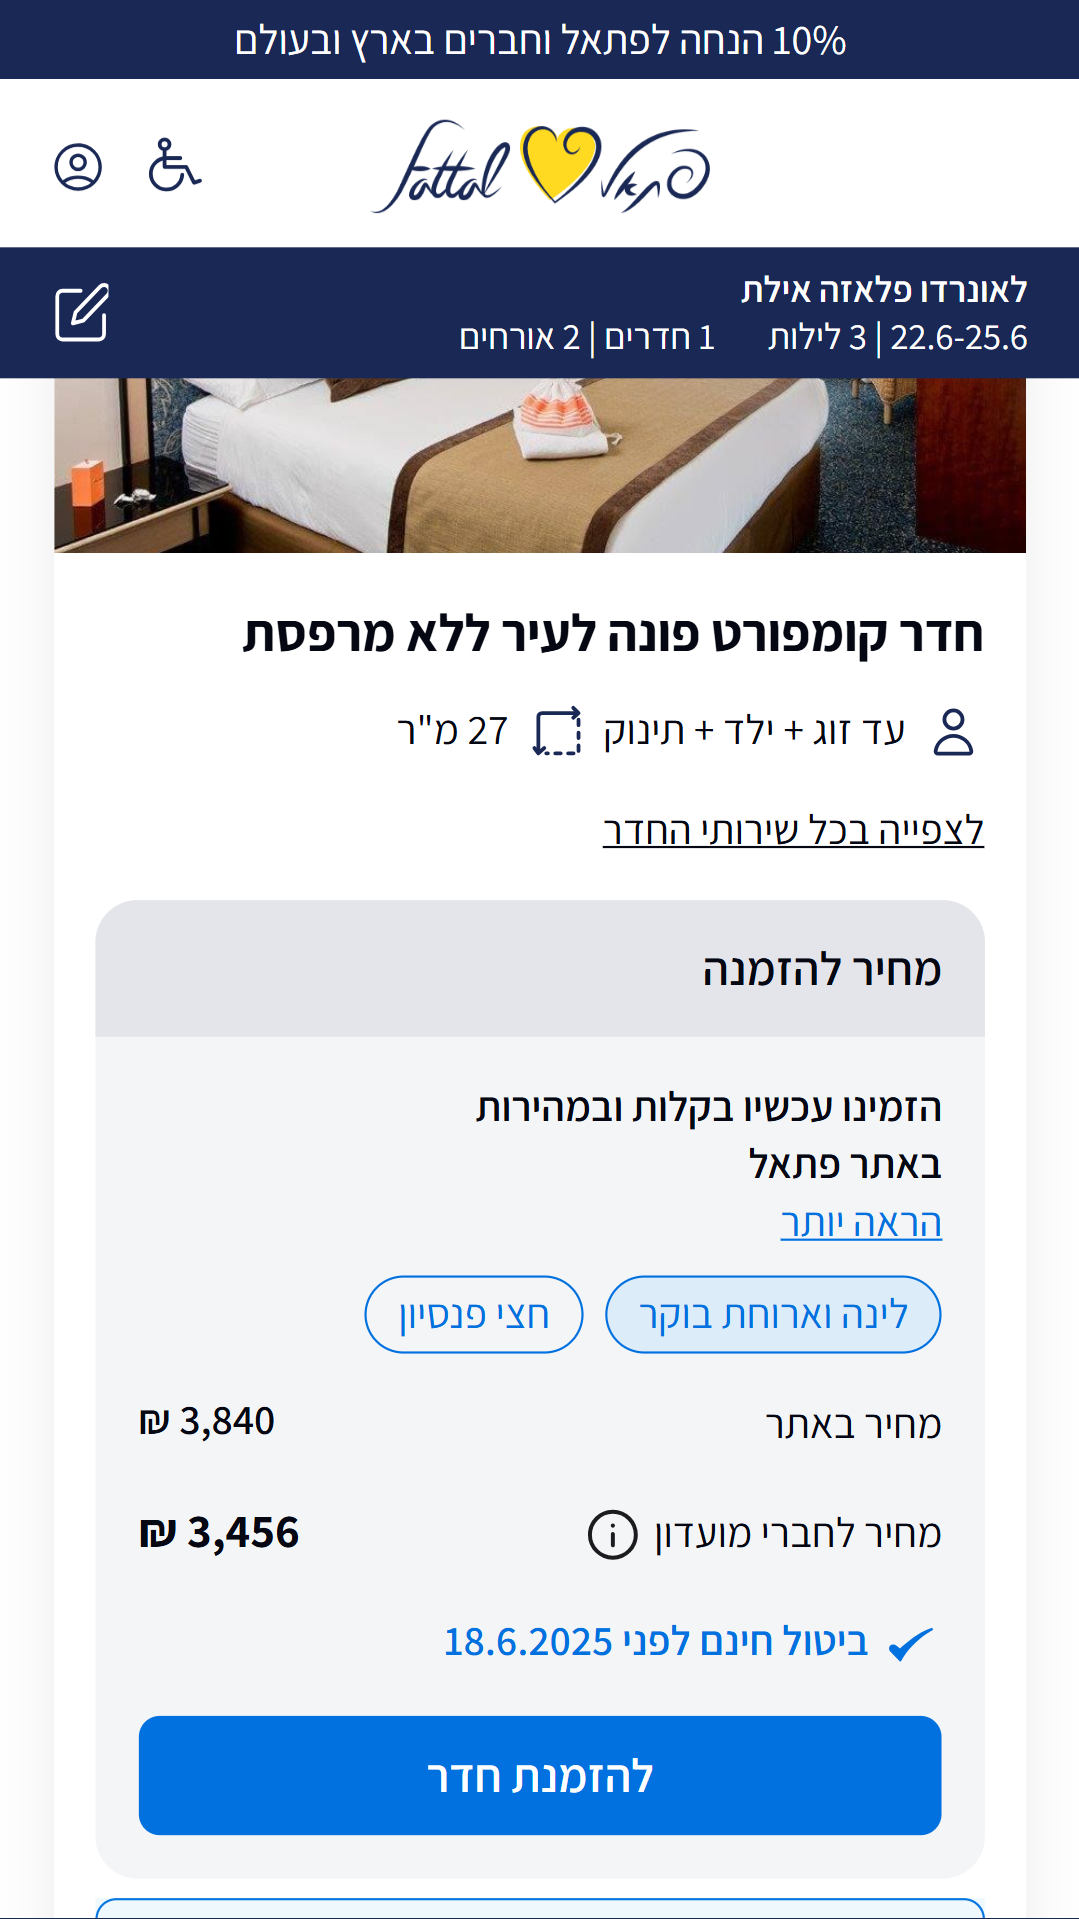 10% הנחה לפתאל וחברים בארץ ובעולם
fattal פתאל
לאונרדו פלאזה אילת
22.6-25.6 | 3 לילות 1 חדרים | 2 אורחים
חדר קומפורט פונה לעיר ללא מרפסת
עד זוג + ילד + תינוק 27 מ"ר
לצפייה בכל שירותי החדר
מחיר להזמנה
הזמינו עכשיו בקלות ובמהירות
באתר פתאל
הראה יותר
לינה וארוחת בוקר חצי פנסיון
מחיר באתר 3,840 ₪
מחיר לחברי מועדון 3,456 ₪
ביטול חינם לפני 18.6.2025
להזמנת חדר